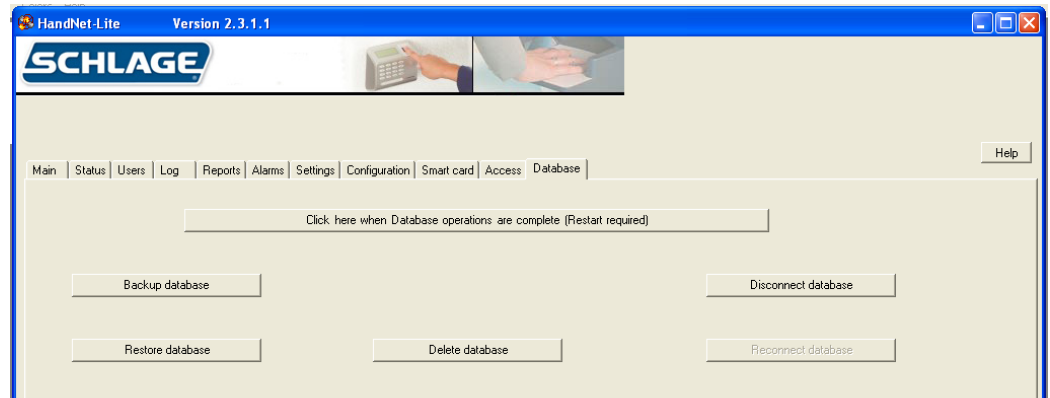 HandNet-Lite Version 2.3.1.1
SCHLAGE
Help
Main Status Users Log Reports Alarms Settings Configuration Smart card Access Database
Click here when Database operations are complete (Restart required)
Backup database Disconnect database
Restore database Delete database Reconnect database